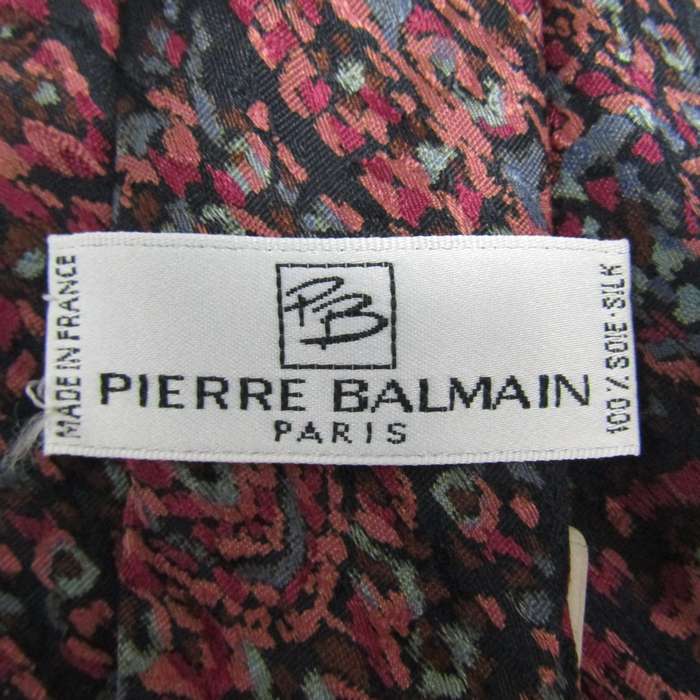 MADE IN FRANCE
PB
PIERRE BALMAIN
PARIS
100% SOIE·SILK